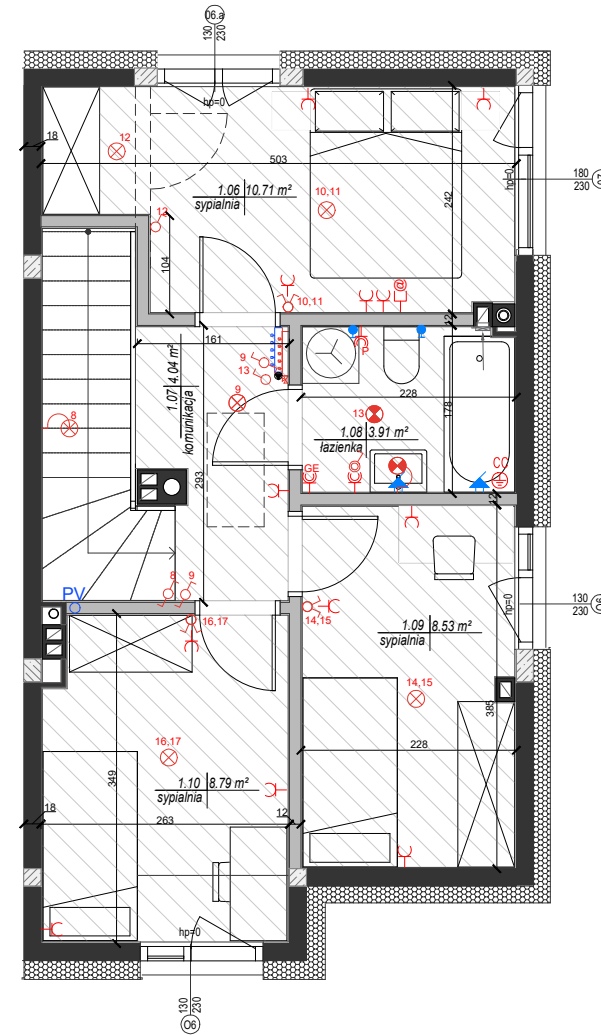 06.a
130
230
hp=0
12
18
503
1.06 10.71 m²
sypialnia
10,11
242
hp=0
180
230
12
104
@
10,11
12
161
9
13
P
9
1.07 4.04 m²
komunikacja
13
228
178
1.08 3.91 m²
łazienka
8
GE
CC
293
12
8
9
PV
16,17
14,15
1.09 8.53 m²
sypialnia
hp=0
130
230
14,15
385
16,17
228
349
1.10 8.79 m²
sypialnia
18
263
12
hp=0
130
230
06